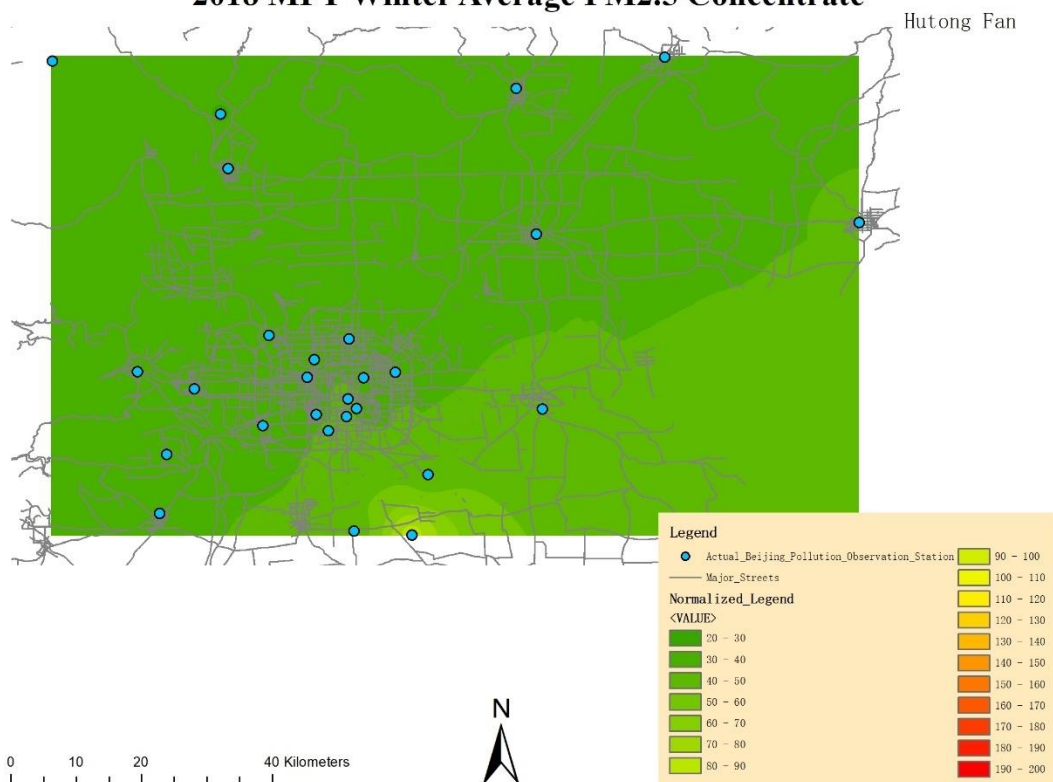 2018 MPT Winter Average PM2.5 Concentrate
Hutong Fan
Legend
Actual_Beijing_Pollution_Observation_Station
Major_Streets
Normalized_Legend
<VALUE>
20 - 30
30 - 40
40 - 50
50 - 60
60 - 70
70 - 80
80 - 90
90 - 100
100 - 110
110 - 120
120 - 130
130 - 140
140 - 150
150 - 160
160 - 170
170 - 180
180 - 190
190 - 200
N
0 10 20 40 Kilometers